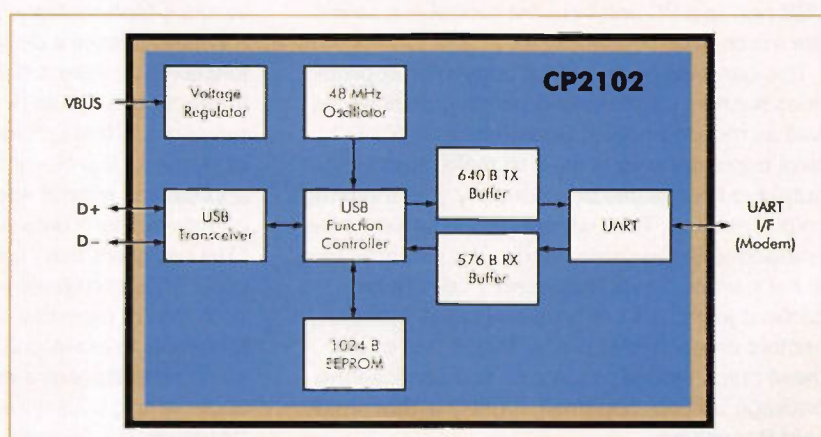 CP2102
VBUS
Voltage
Regulator
48 MHz
Oscillator
D+
D–
USB
Transceiver
USB
Function
Controller
640 B TX
Buffer
576 B RX
Buffer
UART
UART
I/F
(Modem)
1024 B
EEPROM